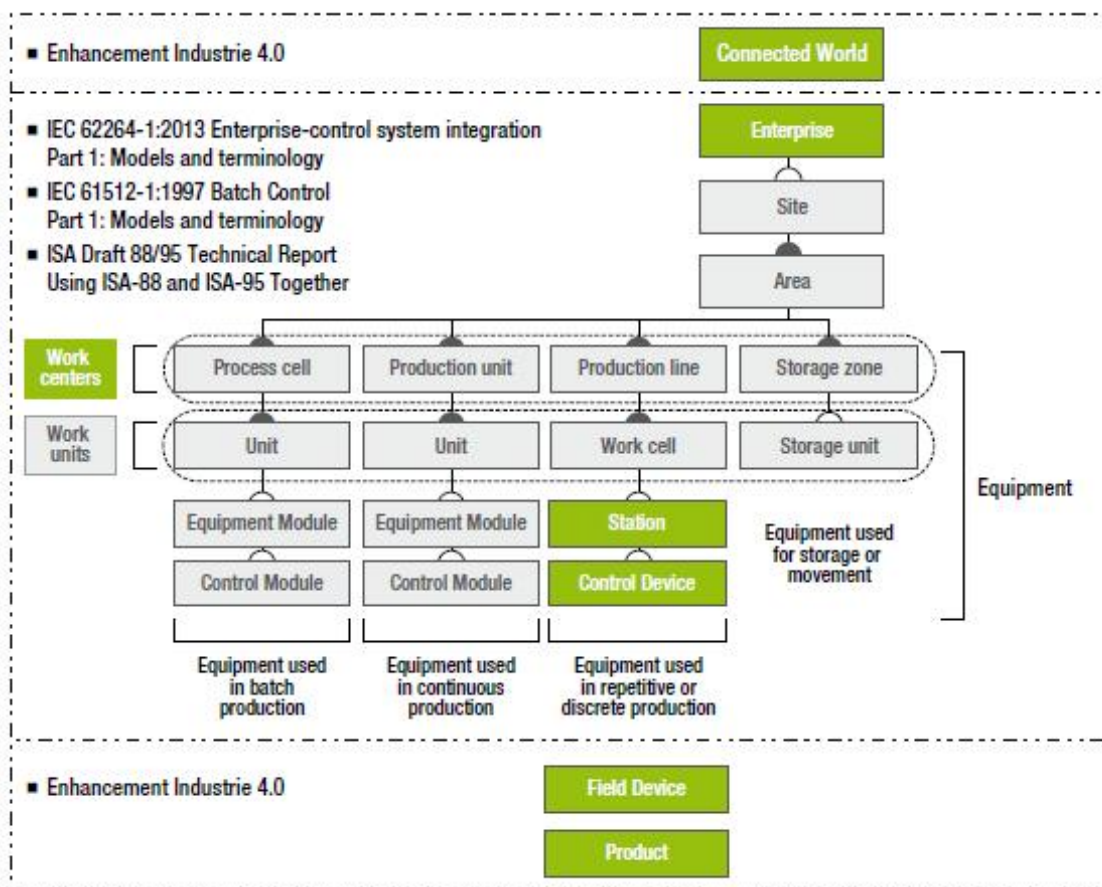 Enhancement Industrie 4.0
Connected World
IEC 62264-1:2013 Enterprise-control system integration
Part 1: Models and terminology
IEC 61512-1:1997 Batch Control
Part 1: Models and terminology
ISA Draft 88/95 Technical Report
Using ISA-88 and ISA-95 Together
Enterprise
Site
Area
Work
centers
Process cell
Production unit
Production line
Storage zone
Work
units
Unit
Unit
Work cell
Storage unit
Equipment Module
Equipment Module
Station
Control Module
Control Module
Control Device
Equipment used
for storage or
movement
Equipment
Equipment used
in batch
production
Equipment used
in continuous
production
Equipment used
in repetitive or
discrete production
Enhancement Industrie 4.0
Field Device
Product